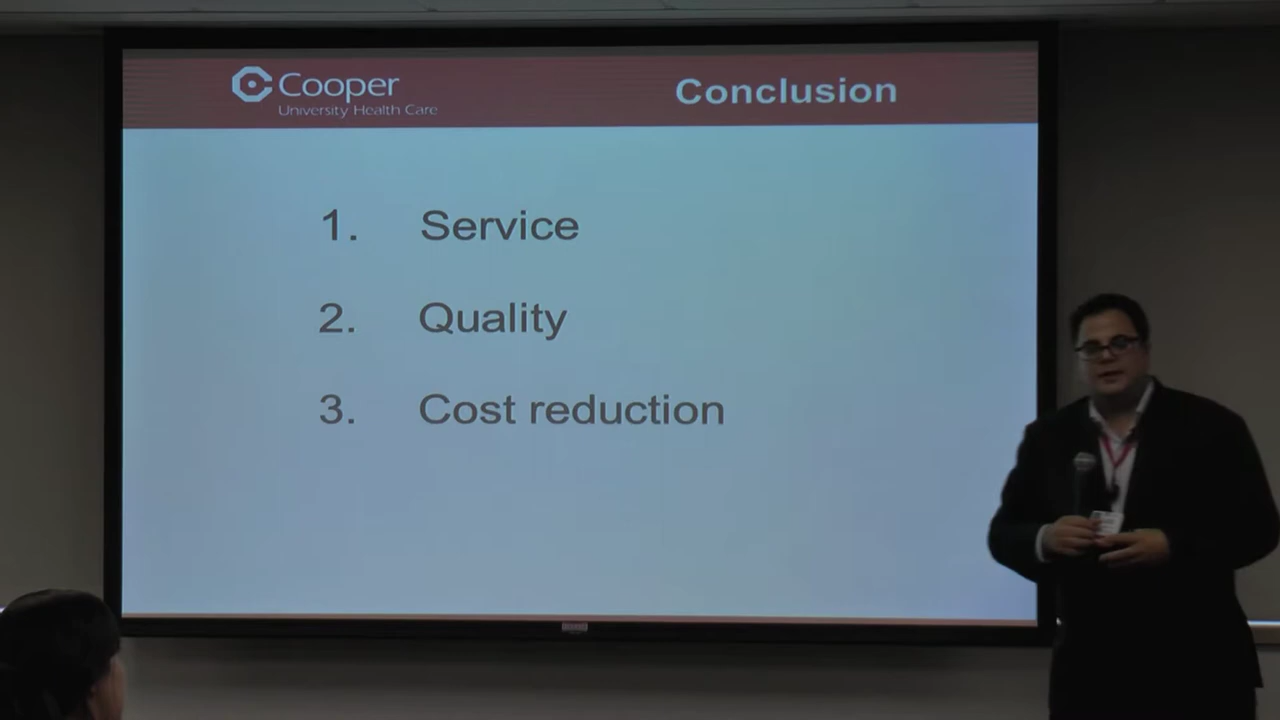 Cooper
University Health Care
Conclusion
1. Service
2. Quality
3. Cost reduction